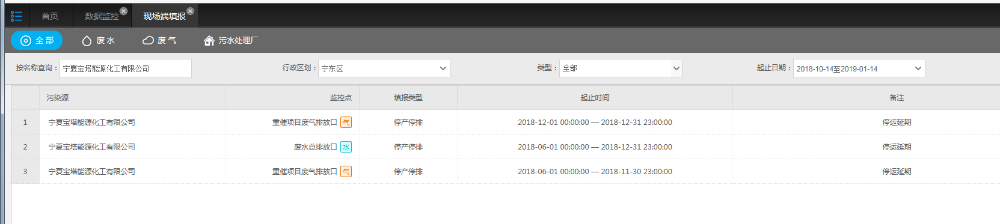 首页 数据监控 现场端填报
全 部 废 水 废 气 污水处理厂
按名称查询： 宁夏宝塔能源化工有限公司 行政区划： 宁东区 类型： 全部 起止日期： 2018-10-14至2019-01-14
污染源 监控点 填报类型 起止时间 备注
1 宁夏宝塔能源化工有限公司 重催项目废气排放口 气 停产停排 2018-12-01 00:00:00 — 2018-12-31 23:00:00 停运延期
2 宁夏宝塔能源化工有限公司 废水总排放口 水 停产停排 2018-06-01 00:00:00 — 2018-12-31 23:00:00 停运延期
3 宁夏宝塔能源化工有限公司 重催项目废气排放口 气 停产停排 2018-06-01 00:00:00 — 2018-11-30 23:00:00 停运延期